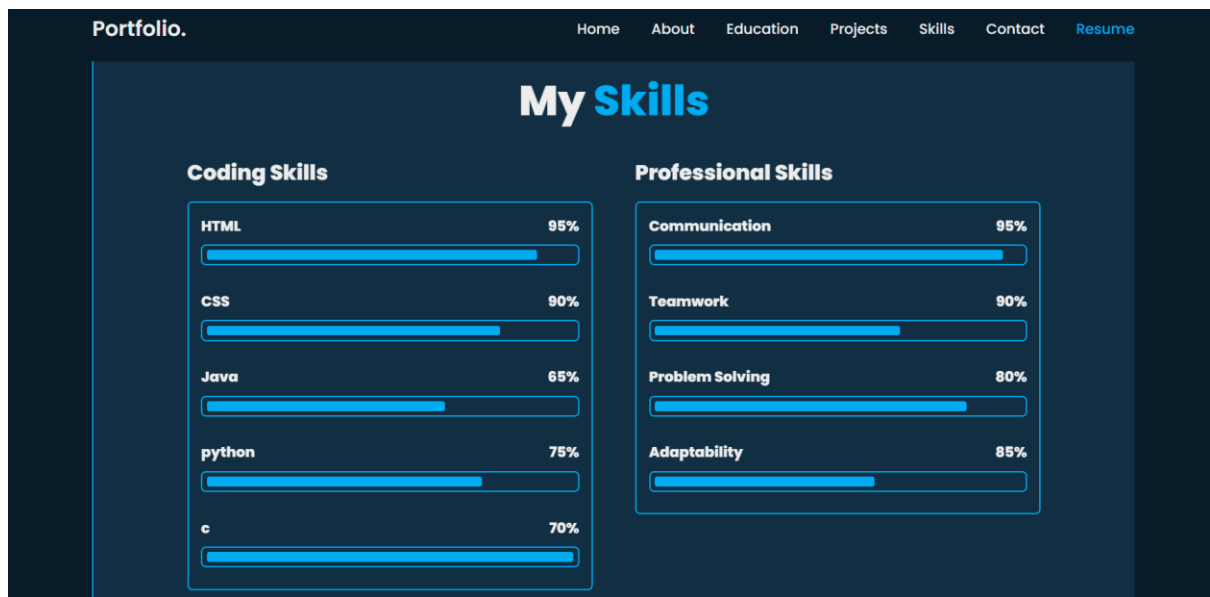 Portfolio.
Home About Education Projects Skills Contact Resume
My Skills
Coding Skills
HTML 95%
CSS 90%
Java 65%
python 75%
c 70%
Professional Skills
Communication 95%
Teamwork 90%
Problem Solving 80%
Adaptability 85%